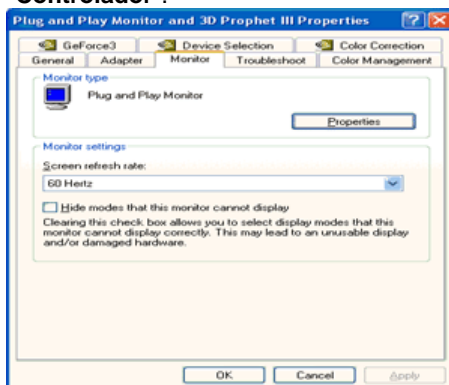 Controlador".
Plug and Play Monitor and 3D Prophet III Properties
GeForce3 Device Selection Color Correction
General Adapter Monitor Troubleshoot Color Management
Monitor type
Plug and Play Monitor
Properties
Monitor settings
Screen refresh rate:
60 Hertz
Hide modes that this monitor cannot display
Clearing this check box allows you to select display modes that this
monitor cannot display correctly. This may lead to an unusable display
and/or damaged hardware.
OK Cancel Apply